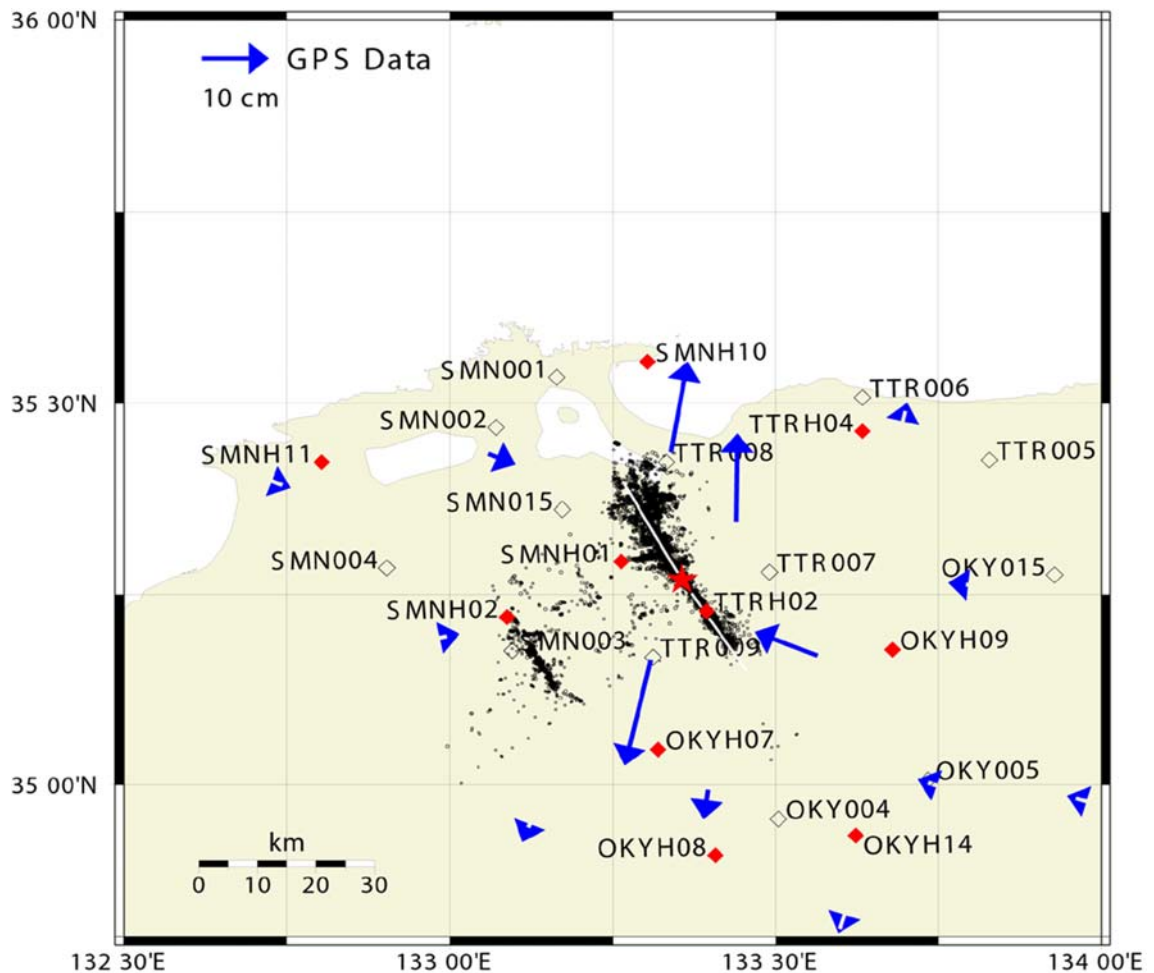 36 00'N
GPS Data
10 cm
SMNH10
SMN001
TTR006
35 30'N
SMN002
TTRH04
SMNH11
TTR008
TTR005
SMN015
SMNH01
SMN004
TTR007
OKY015
SMNH02
TTRH02
MN003
TTR009
OKYH09
OKYH07
35 00'N
OKY005
OKY004
km
OKYH08
OKYH14
0 10 20 30
132 30'E 133 00'E 133 30'E 134 00'E